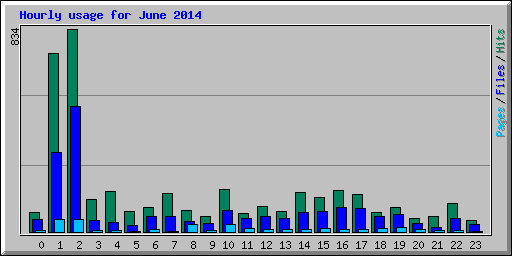 Hourly usage for June 2014
834
Pages/Files/Hits
0 1 2 3 4 5 6 7 8 9 10 11 12 13 14 15 16 17 18 19 20 21 22 23